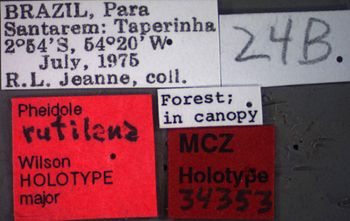 BRAZIL, Para
Santarem: Taperinha
2°54'S, 54°20'W.
July, 1975
R.L. Jeanne, coll.
24B.
Forest;
in canopy
Pheidole
rutilana
Wilson
HOLOTYPE
major
MCZ
Holotype
34353